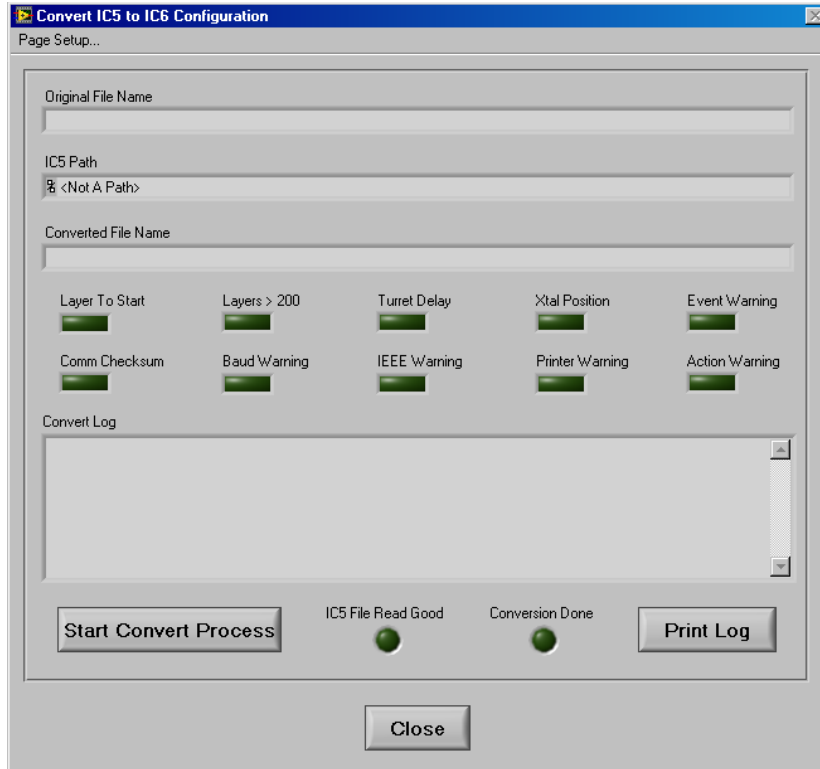 Convert IC5 to IC6 Configuration
Page Setup...
Original File Name
IC5 Path
<Not A Path>
Converted File Name
Layer To Start Layers > 200 Turret Delay Xtal Position Event Warning
Comm Checksum Baud Warning IEEE Warning Printer Warning Action Warning
Convert Log
IC5 File Read Good Conversion Done
Start Convert Process Print Log
Close